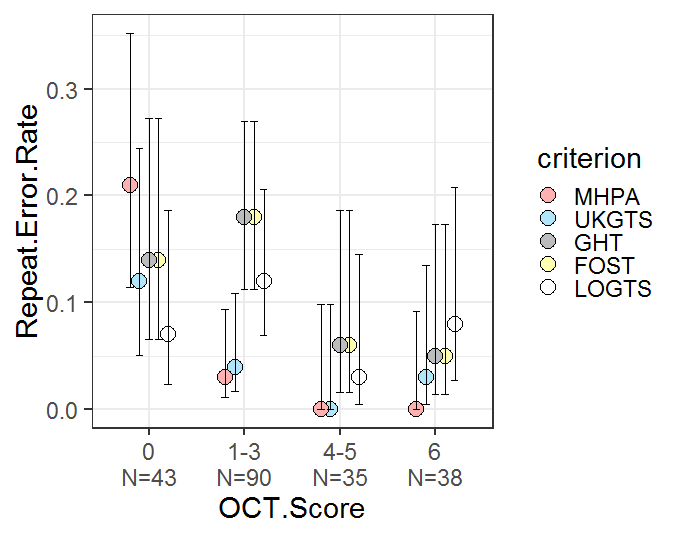 Repeat.Error.Rate
0.3
0.2
0.1
0.0
0 1-3 4-5 6
N=43 N=90 N=35 N=38
OCT.Score
criterion
MHPA
UKGTS
GHT
FOST
LOGTS